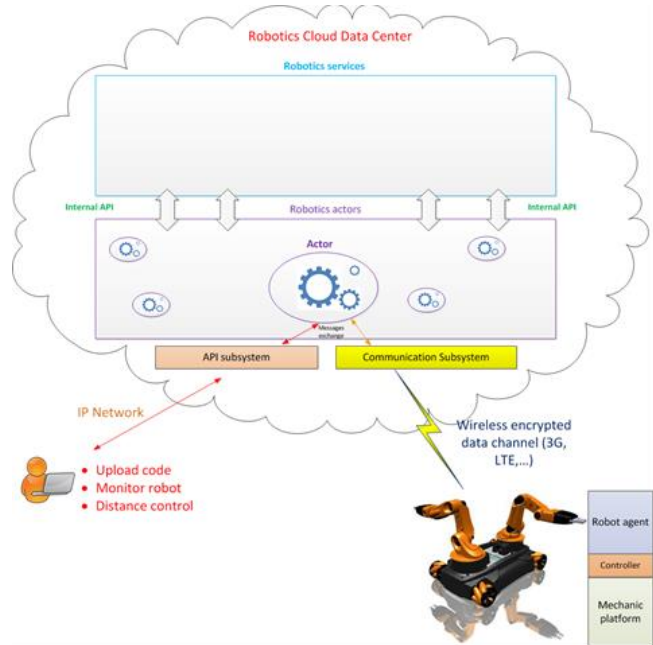 Robotics Cloud Data Center
Robotics services
Internal API
Robotics actors
Internal API
Actor
Messages
exchange
API subsystem
Communication Subsystem
IP Network
Wireless encrypted
data channel (3G,
LTE,...)
• Upload code
• Monitor robot
• Distance control
Robot agent
Controller
Mechanic
platform